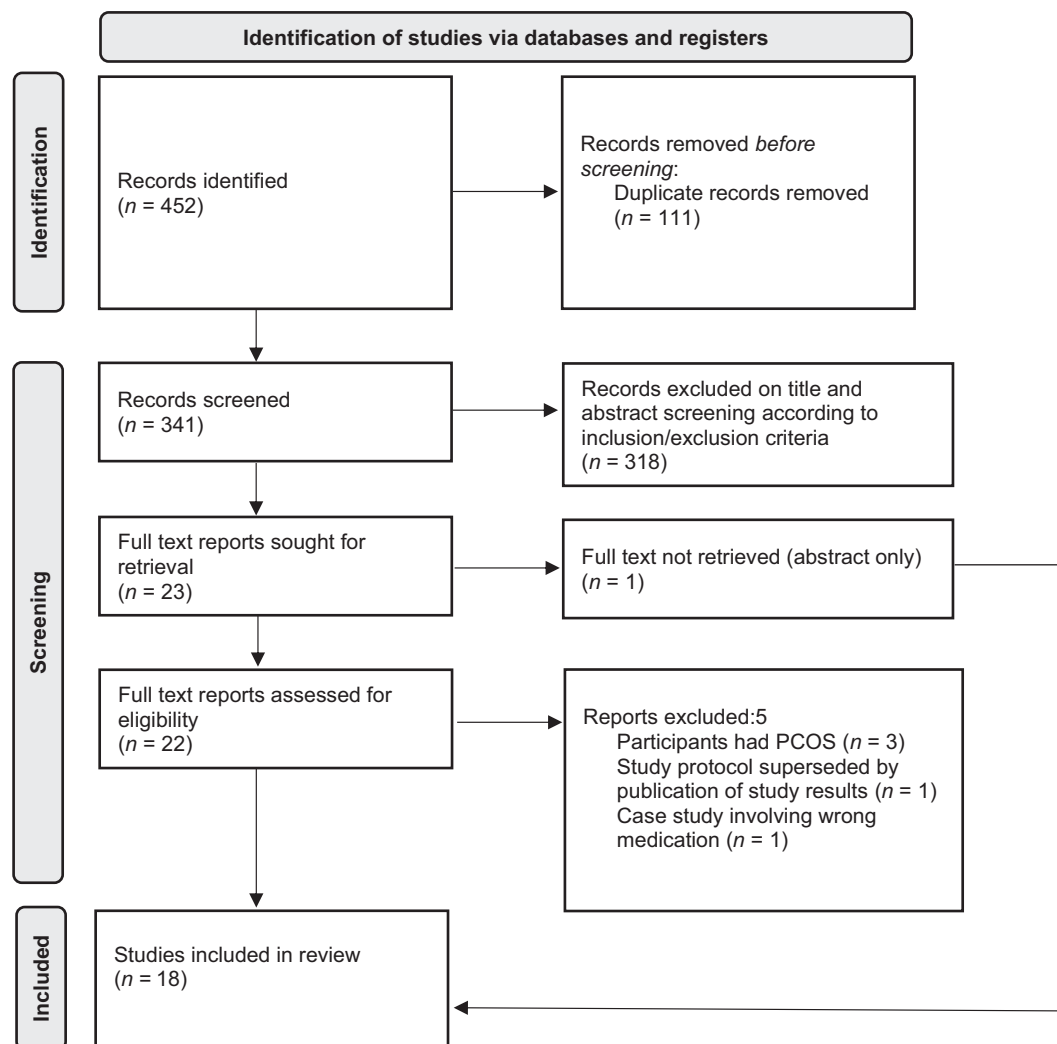 Identification of studies via databases and registers
Identification
Records identified
(n = 452)
Records removed before
screening:
Duplicate records removed
(n = 111)
Screening
Records screened
(n = 341)
Records excluded on title and
abstract screening according to
inclusion/exclusion criteria
(n = 318)
Full text reports sought for
retrieval
(n = 23)
Full text not retrieved (abstract only)
(n = 1)
Full text reports assessed for
eligibility
(n = 22)
Reports excluded:5
Participants had PCOS (n = 3)
Study protocol superseded by
publication of study results (n = 1)
Case study involving wrong
medication (n = 1)
Included
Studies included in review
(n = 18)